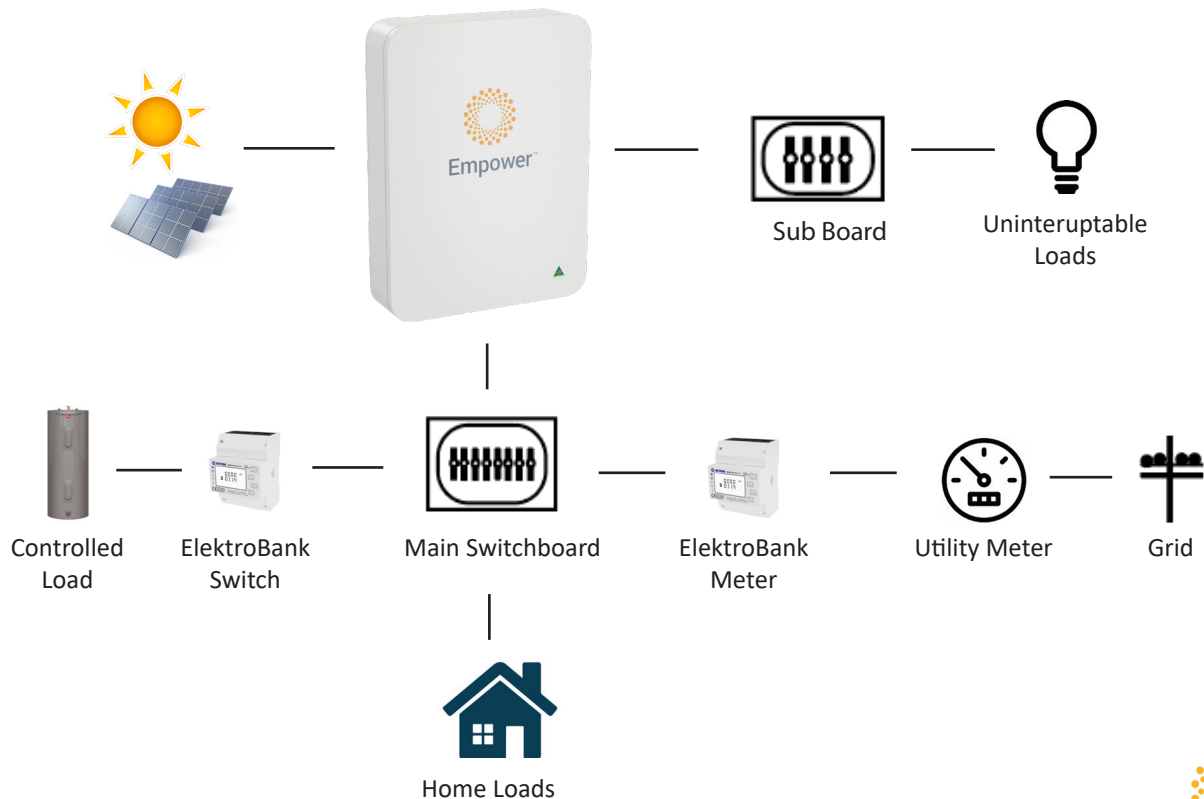 Empower™
Sub Board
Uninteruptable
Loads
Controlled
Load
ElektroBank
Switch
Main Switchboard
ElektroBank
Meter
Utility Meter
Grid
Home Loads